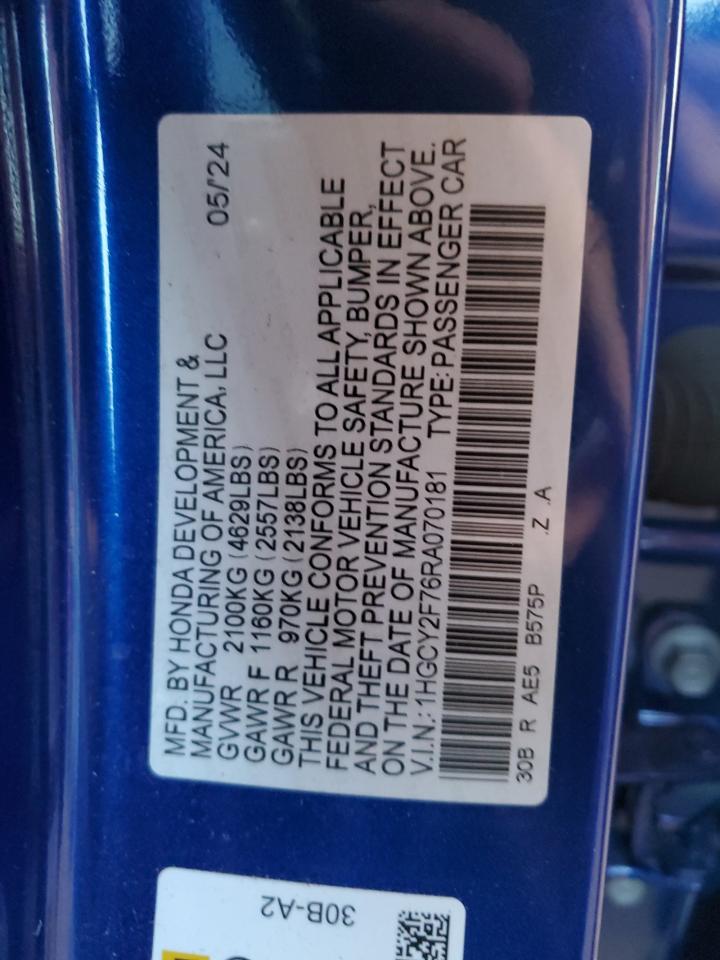 MFD. BY HONDA DEVELOPMENT & 05/'24
MANUFACTURING OF AMERICA, LLC
GVWR 2100KG (4629LBS)
GAWR F 1160KG (2557LBS)
GAWR R 970KG (2138LBS)
THIS VEHICLE CONFORMS TO ALL APPLICABLE
FEDERAL MOTOR VEHICLE SAFETY, BUMPER,
AND THEFT PREVENTION STANDARDS IN EFFECT
ON THE DATE OF MANUFACTURE SHOWN ABOVE.
V.I.N.: 1HGCY2F76RA070181 TYPE: PASSENGER CAR
30B R AE5 B575P .Z .A
30B-A2